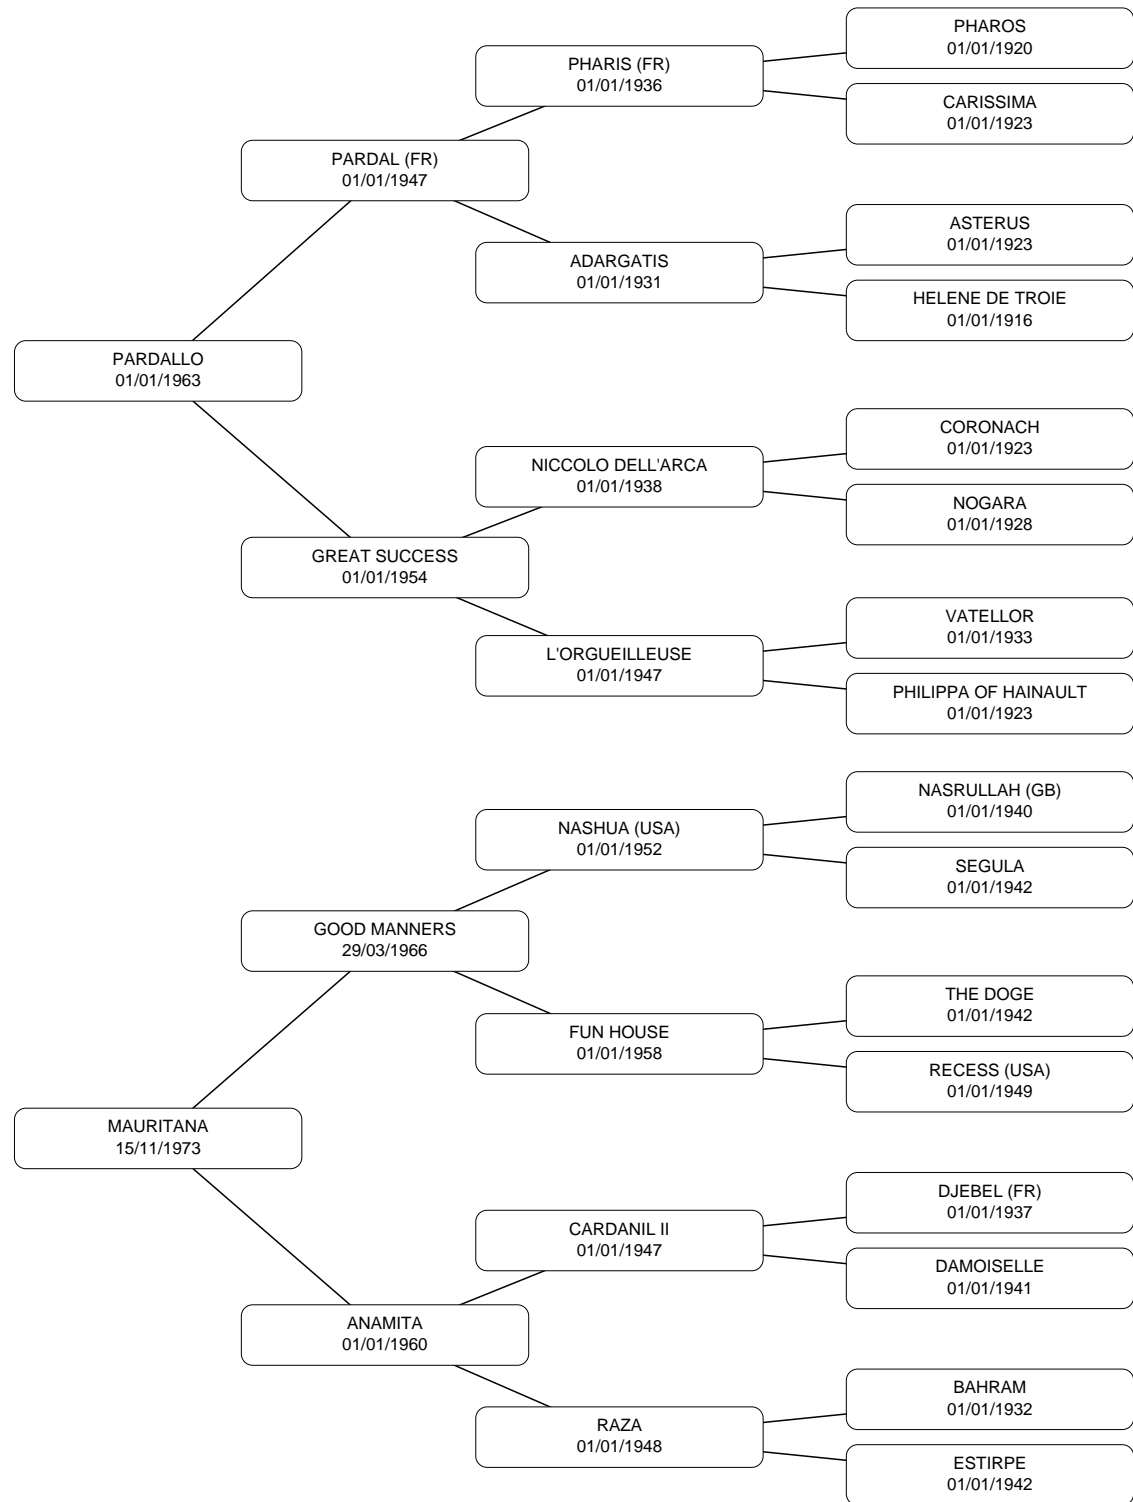 PHAROS
01/01/1920
PHARIS (FR)
01/01/1936
CARISSIMA
01/01/1923
PARDAL (FR)
01/01/1947
ASTERUS
01/01/1923
ADARGATIS
01/01/1931
HELENE DE TROIE
01/01/1916
PARDALLO
01/01/1963
CORONACH
01/01/1923
NICCOLO DELL'ARCA
01/01/1938
NOGARA
01/01/1928
GREAT SUCCESS
01/01/1954
VATELLOR
01/01/1933
L'ORGUEILLEUSE
01/01/1947
PHILIPPA OF HAINAULT
01/01/1923
NASRULLAH (GB)
01/01/1940
NASHUA (USA)
01/01/1952
SEGULA
01/01/1942
GOOD MANNERS
29/03/1966
THE DOGE
01/01/1942
FUN HOUSE
01/01/1958
RECESS (USA)
01/01/1949
MAURITANA
15/11/1973
DJEBEL (FR)
01/01/1937
CARDANIL II
01/01/1947
DAMOISELLE
01/01/1941
ANAMITA
01/01/1960
BAHRAM
01/01/1932
RAZA
01/01/1948
ESTIRPE
01/01/1942